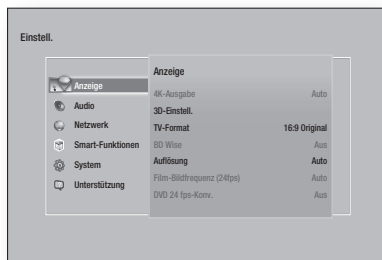 Einstell.
Anzeige
Audio
Netzwerk
Smart-Funktionen
System
Unterstützung
Anzeige
4K-Ausgabe Auto
3D-Einstell.
TV-Format 16:9 Original
BD Wise Aus
Auflösung Auto
Film-Bildfrequenz (24fps) Auto
DVD 24 fps-Konv. Aus